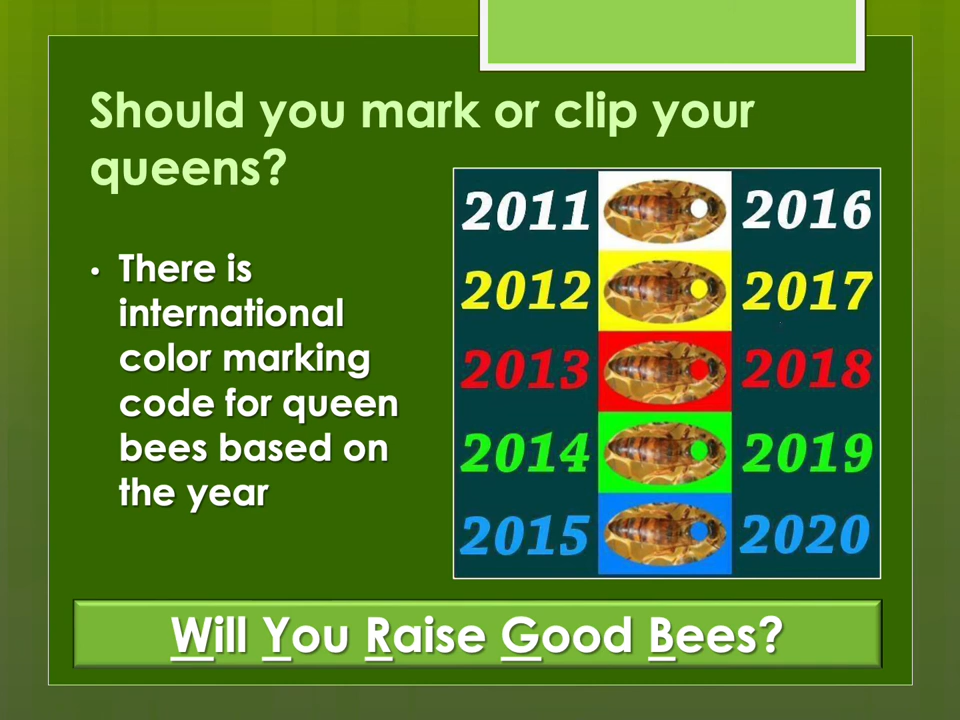 Should you mark or clip your
queens?
• There is
international
color marking
code for queen
bees based on
the year
2011 2016
2012 2017
2013 2018
2014 2019
2015 2020
Will You Raise Good Bees?